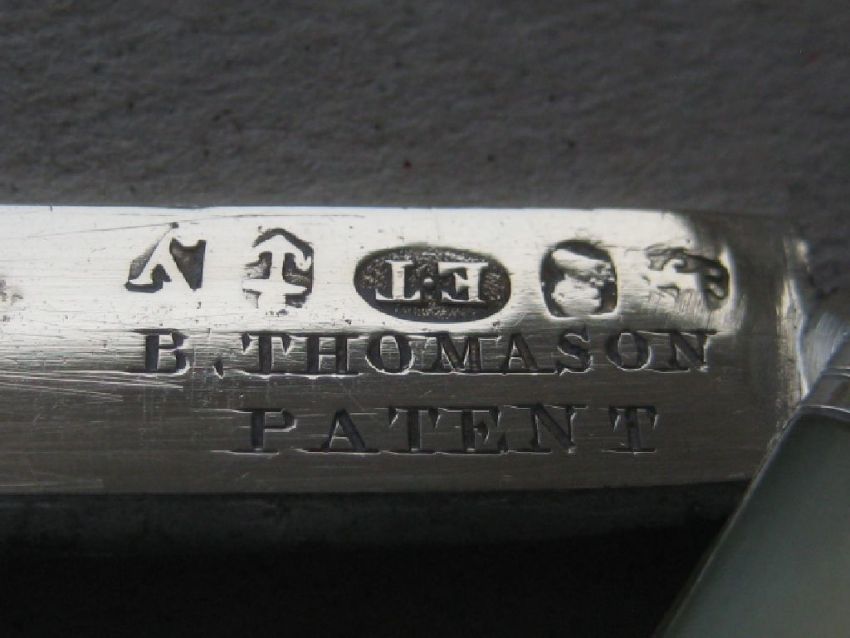 E·T
B. THOMASON
PATENT